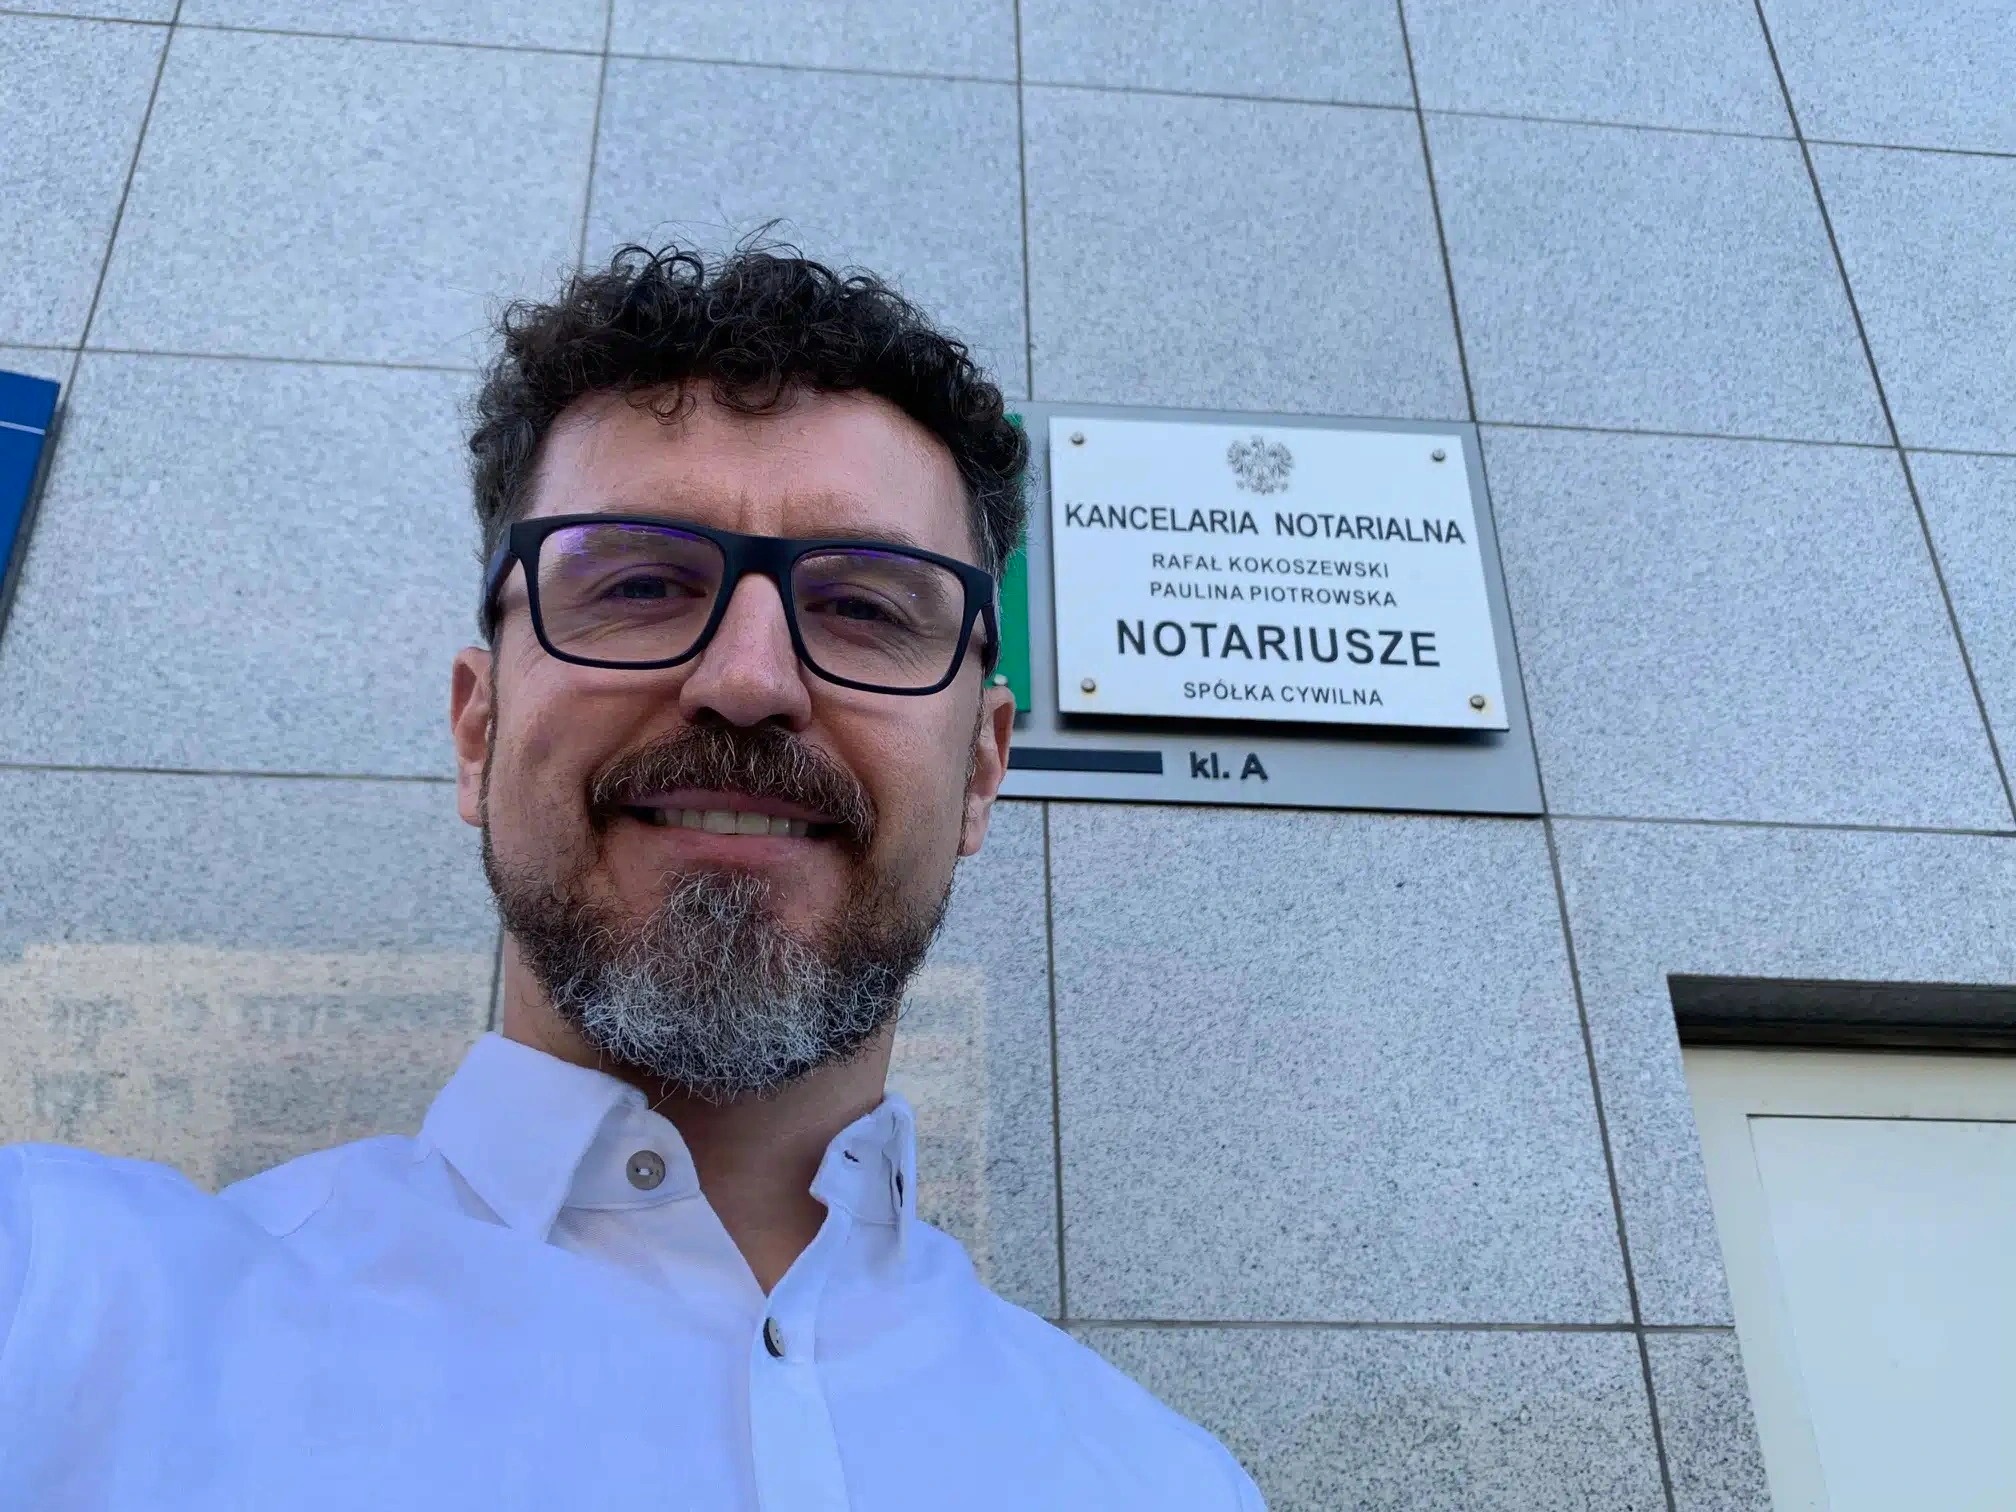 KANCELARIA NOTARIALNA
RAFAŁ KOKOSZEWSKI
PAULINA PIOTROWSKA
NOTARIUSZE
SPÓŁKA CYWILNA
kl. A